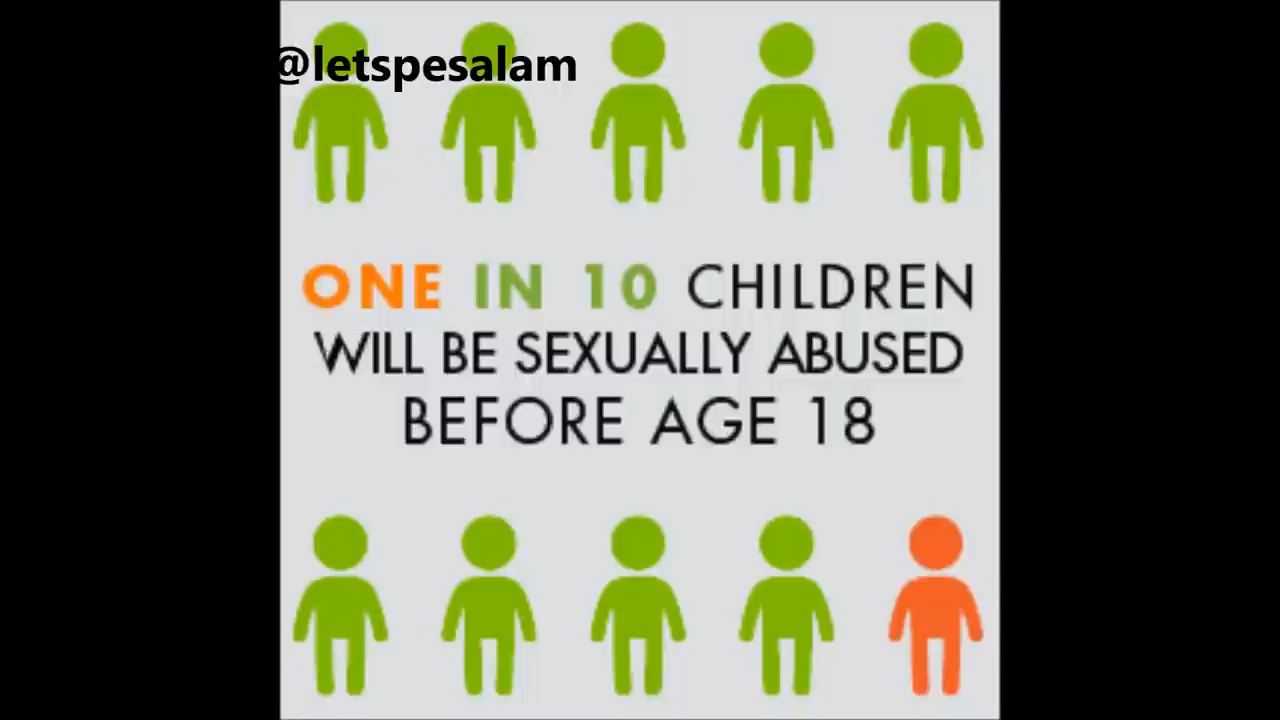 @letspesalam
ONE IN 10 CHILDREN
WILL BE SEXUALLY ABUSED
BEFORE AGE 18